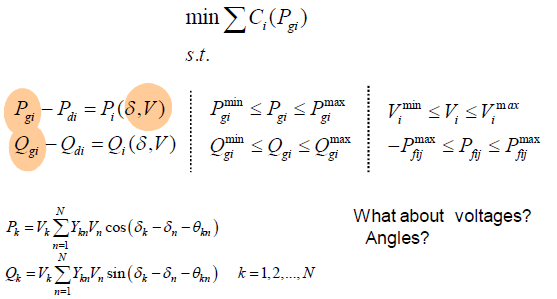 min ∑ C_i(P_gi)
s.t.
P_gi − P_di = P_i(δ,V)
Q_gi − Q_di = Q_i(δ,V)
P_gi^min ≤ P_gi ≤ P_gi^max
Q_gi^min ≤ Q_gi ≤ Q_gi^max
V_i^min ≤ V_i ≤ V_i^max
−P_fij^max ≤ P_fij ≤ P_fij^max
P_k = V_k ∑_{n=1}^{N} Y_kn V_n cos(δ_k − δ_n − θ_kn)
Q_k = V_k ∑_{n=1}^{N} Y_kn V_n sin(δ_k − δ_n − θ_kn) k = 1,2,...,N
What about voltages?
Angles?